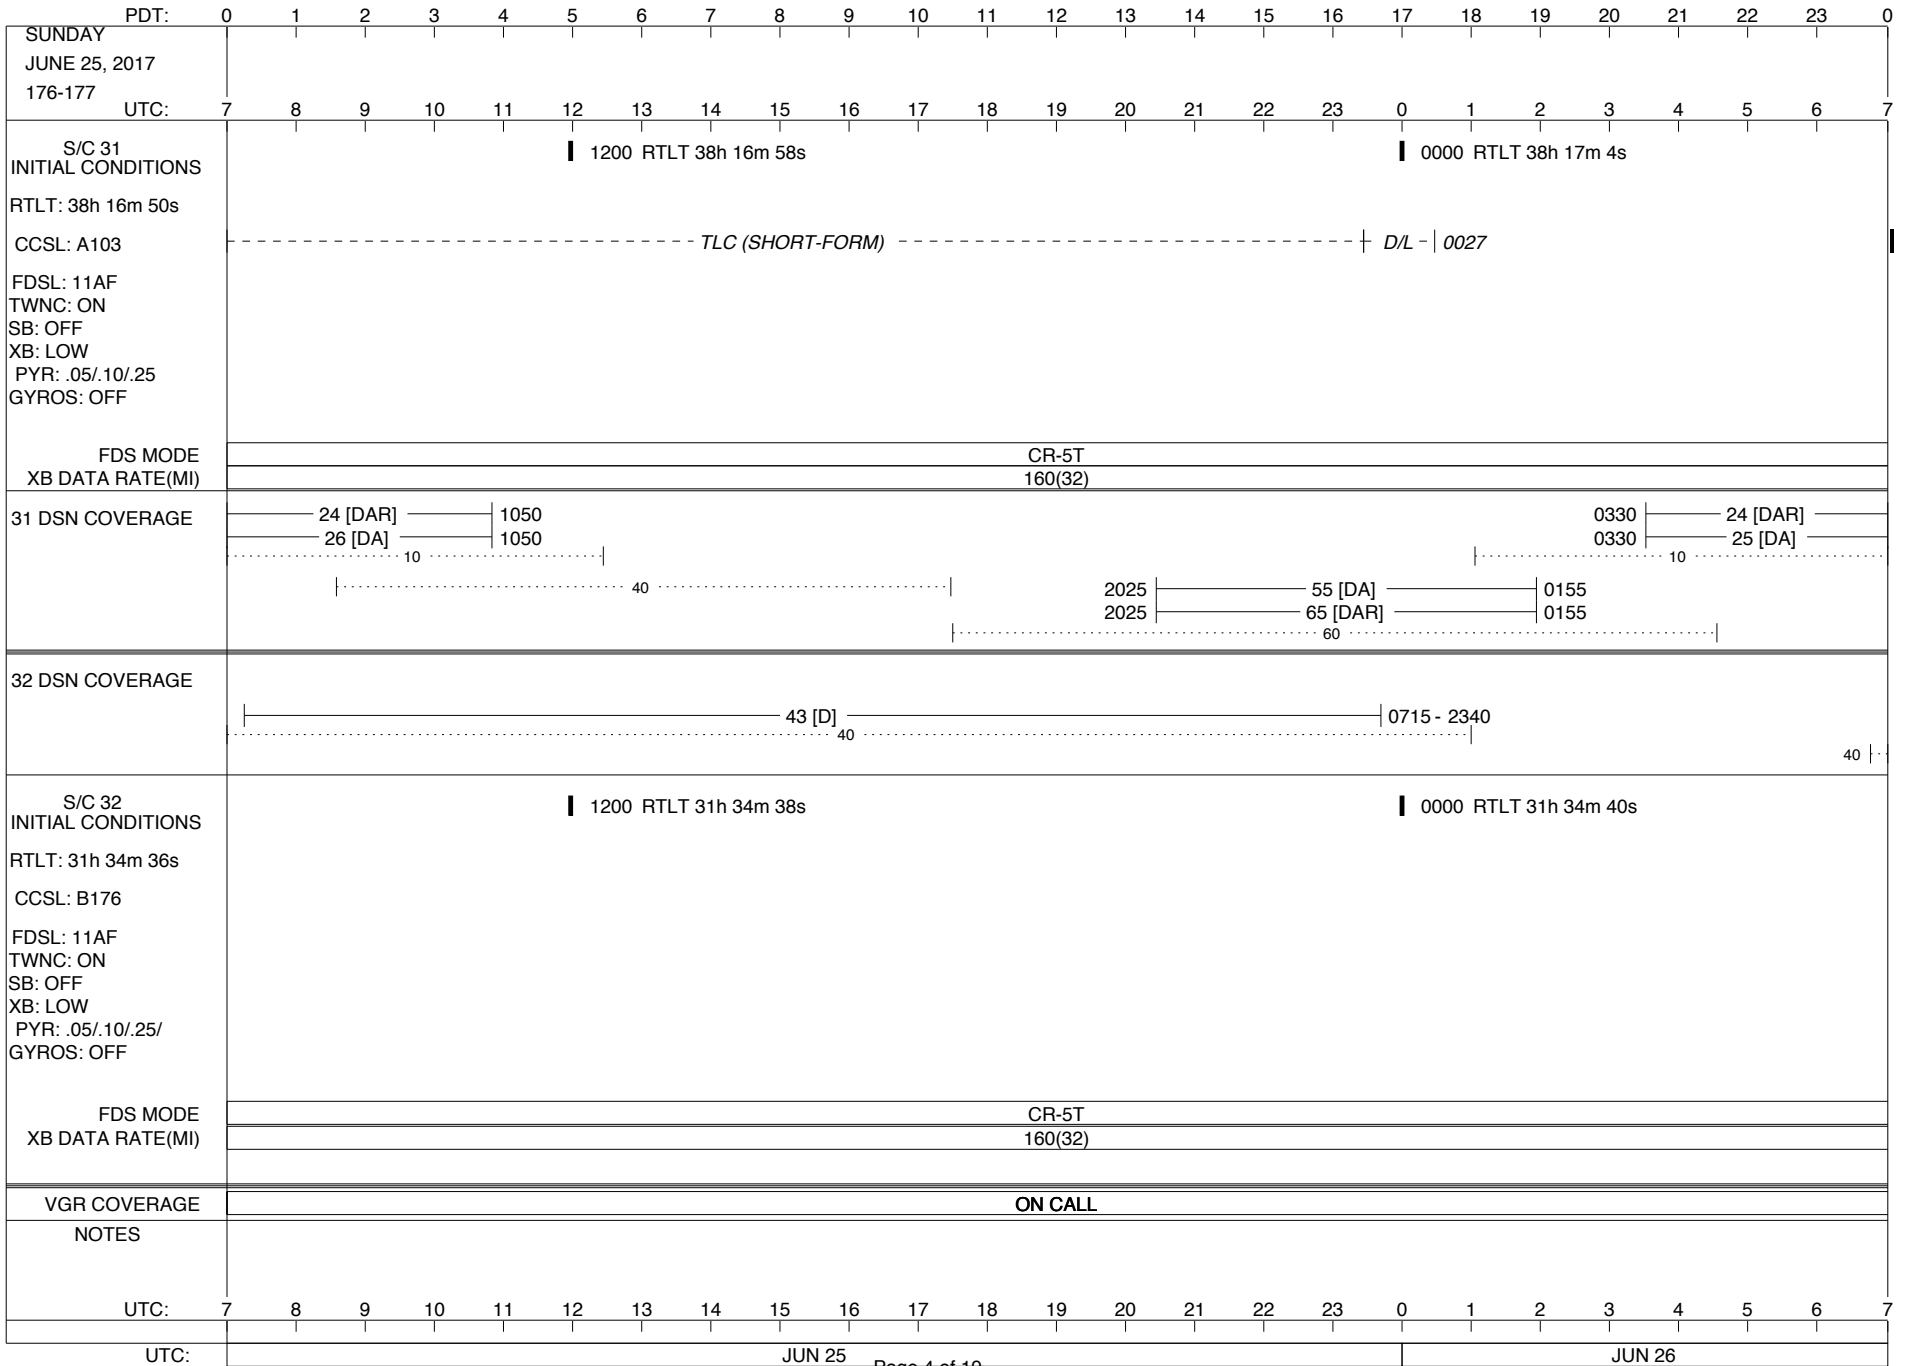 PDT: 0 1 2 3 4 5 6 7 8 9 10 11 12 13 14 15 16 17 18 19 20 21 22 23 0
SUNDAY
JUNE 25, 2017
176-177
UTC: 7 8 9 10 11 12 13 14 15 16 17 18 19 20 21 22 23 0 1 2 3 4 5 6 7
S/C 31
INITIAL CONDITIONS
1200 RTLT 38h 16m 58s 0000 RTLT 38h 17m 4s
RTLT: 38h 16m 50s
CCSL: A103 TLC (SHORT-FORM) D/L 0027
FDSL: 11AF
TWNC: ON
SB: OFF
XB: LOW
PYR: .05/.10/.25
GYROS: OFF
FDS MODE CR-5T
XB DATA RATE(MI) 160(32)
31 DSN COVERAGE 24 [DAR] 1050 0330 24 [DAR]
26 [DA] 1050 0330 25 [DA]
10 10
40 2025 55 [DA] 0155
2025 65 [DAR] 0155
60
32 DSN COVERAGE
43 [D] 0715 - 2340
40
40
S/C 32
INITIAL CONDITIONS
1200 RTLT 31h 34m 38s 0000 RTLT 31h 34m 40s
RTLT: 31h 34m 36s
CCSL: B176
FDSL: 11AF
TWNC: ON
SB: OFF
XB: LOW
PYR: .05/.10/.25/
GYROS: OFF
FDS MODE CR-5T
XB DATA RATE(MI) 160(32)
VGR COVERAGE ON CALL
NOTES
UTC: 7 8 9 10 11 12 13 14 15 16 17 18 19 20 21 22 23 0 1 2 3 4 5 6 7
UTC: JUN 25 JUN 26
Page 4 of 19